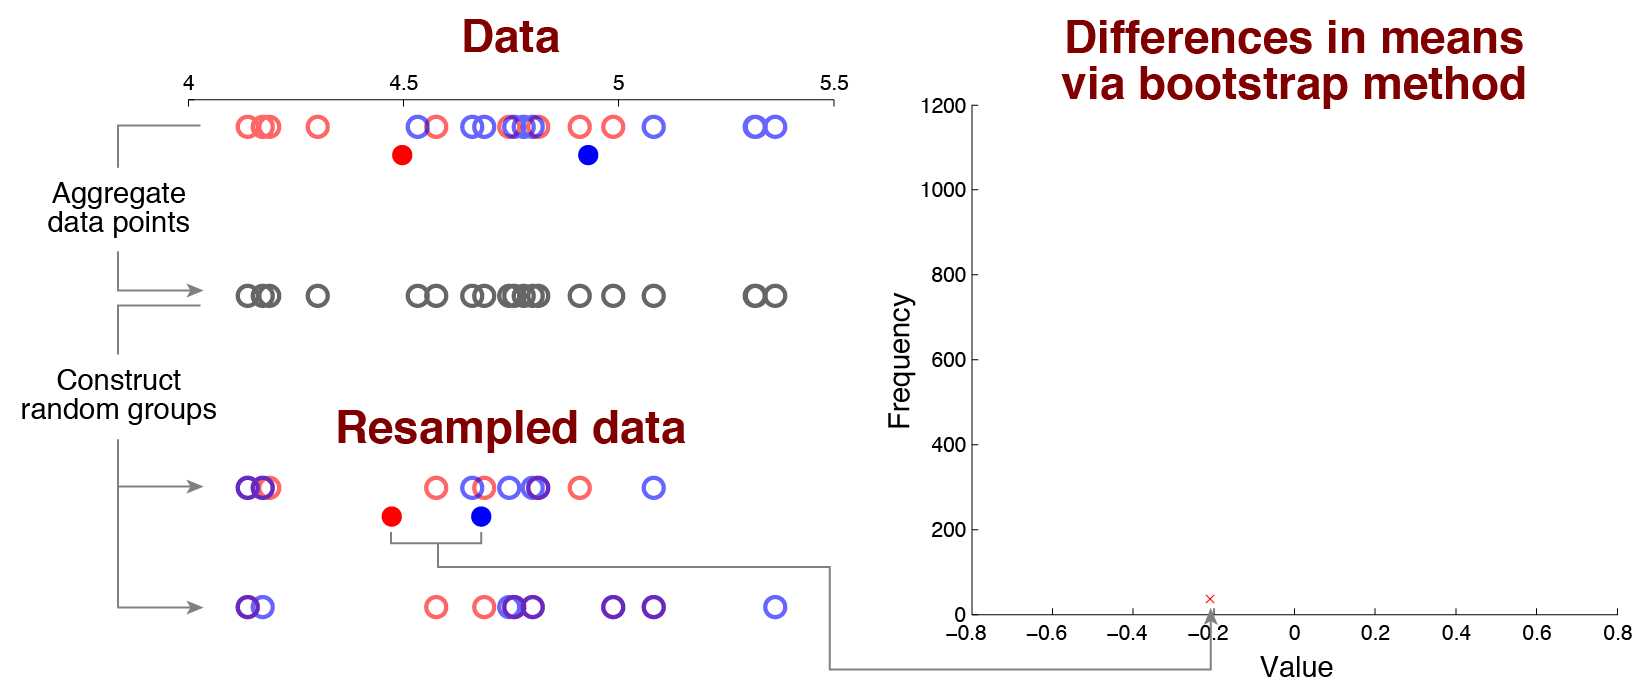 Data
4 4.5 5 5.5
Aggregate
data points
Construct
random groups
Resampled data
Differences in means
via bootstrap method
1200
1000
800
600
400
200
0
Frequency
−0.8 −0.6 −0.4 −0.2 0 0.2 0.4 0.6 0.8
Value